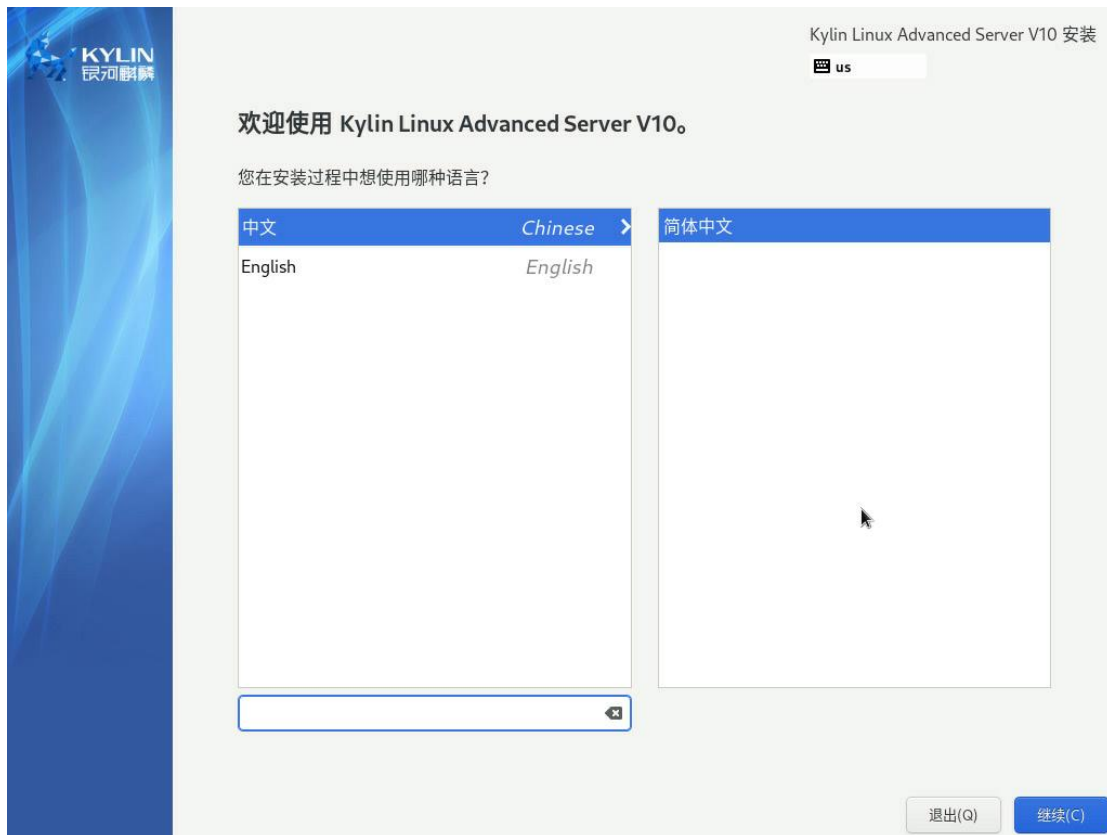 KYLIN
银河麒麟
Kylin Linux Advanced Server V10 安装
us
欢迎使用 Kylin Linux Advanced Server V10。
您在安装过程中想使用哪种语言?
中文 Chinese
简体中文
English English
退出(Q)
继续(C)